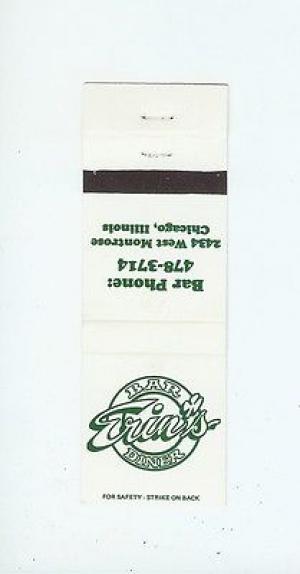 Bar Phone:
478-3714
2434 West Montrose
Chicago, Illinois
BAR
Erin's
DINER
FOR SAFETY - STRIKE ON BACK